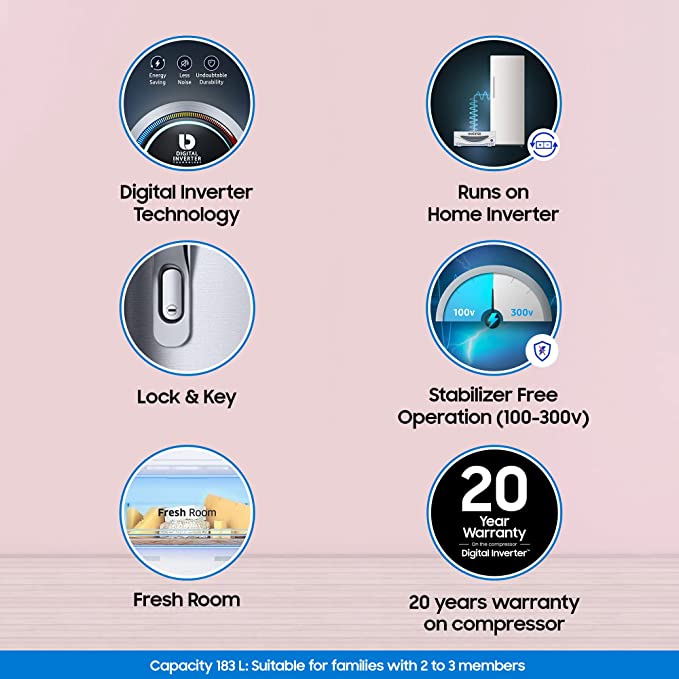 Energy Saving
Less Noise
Undoubtable Durability
DIGITAL
INVERTER
TECHNOLOGY
Digital Inverter
Technology
Runs on
Home Inverter
Lock & Key
100v
300v
Stabilizer Free
Operation (100-300v)
Fresh Room
Fresh Room
20
Year
Warranty
On the compressor
Digital Inverter™
20 years warranty
on compressor
Capacity 183 L: Suitable for families with 2 to 3 members